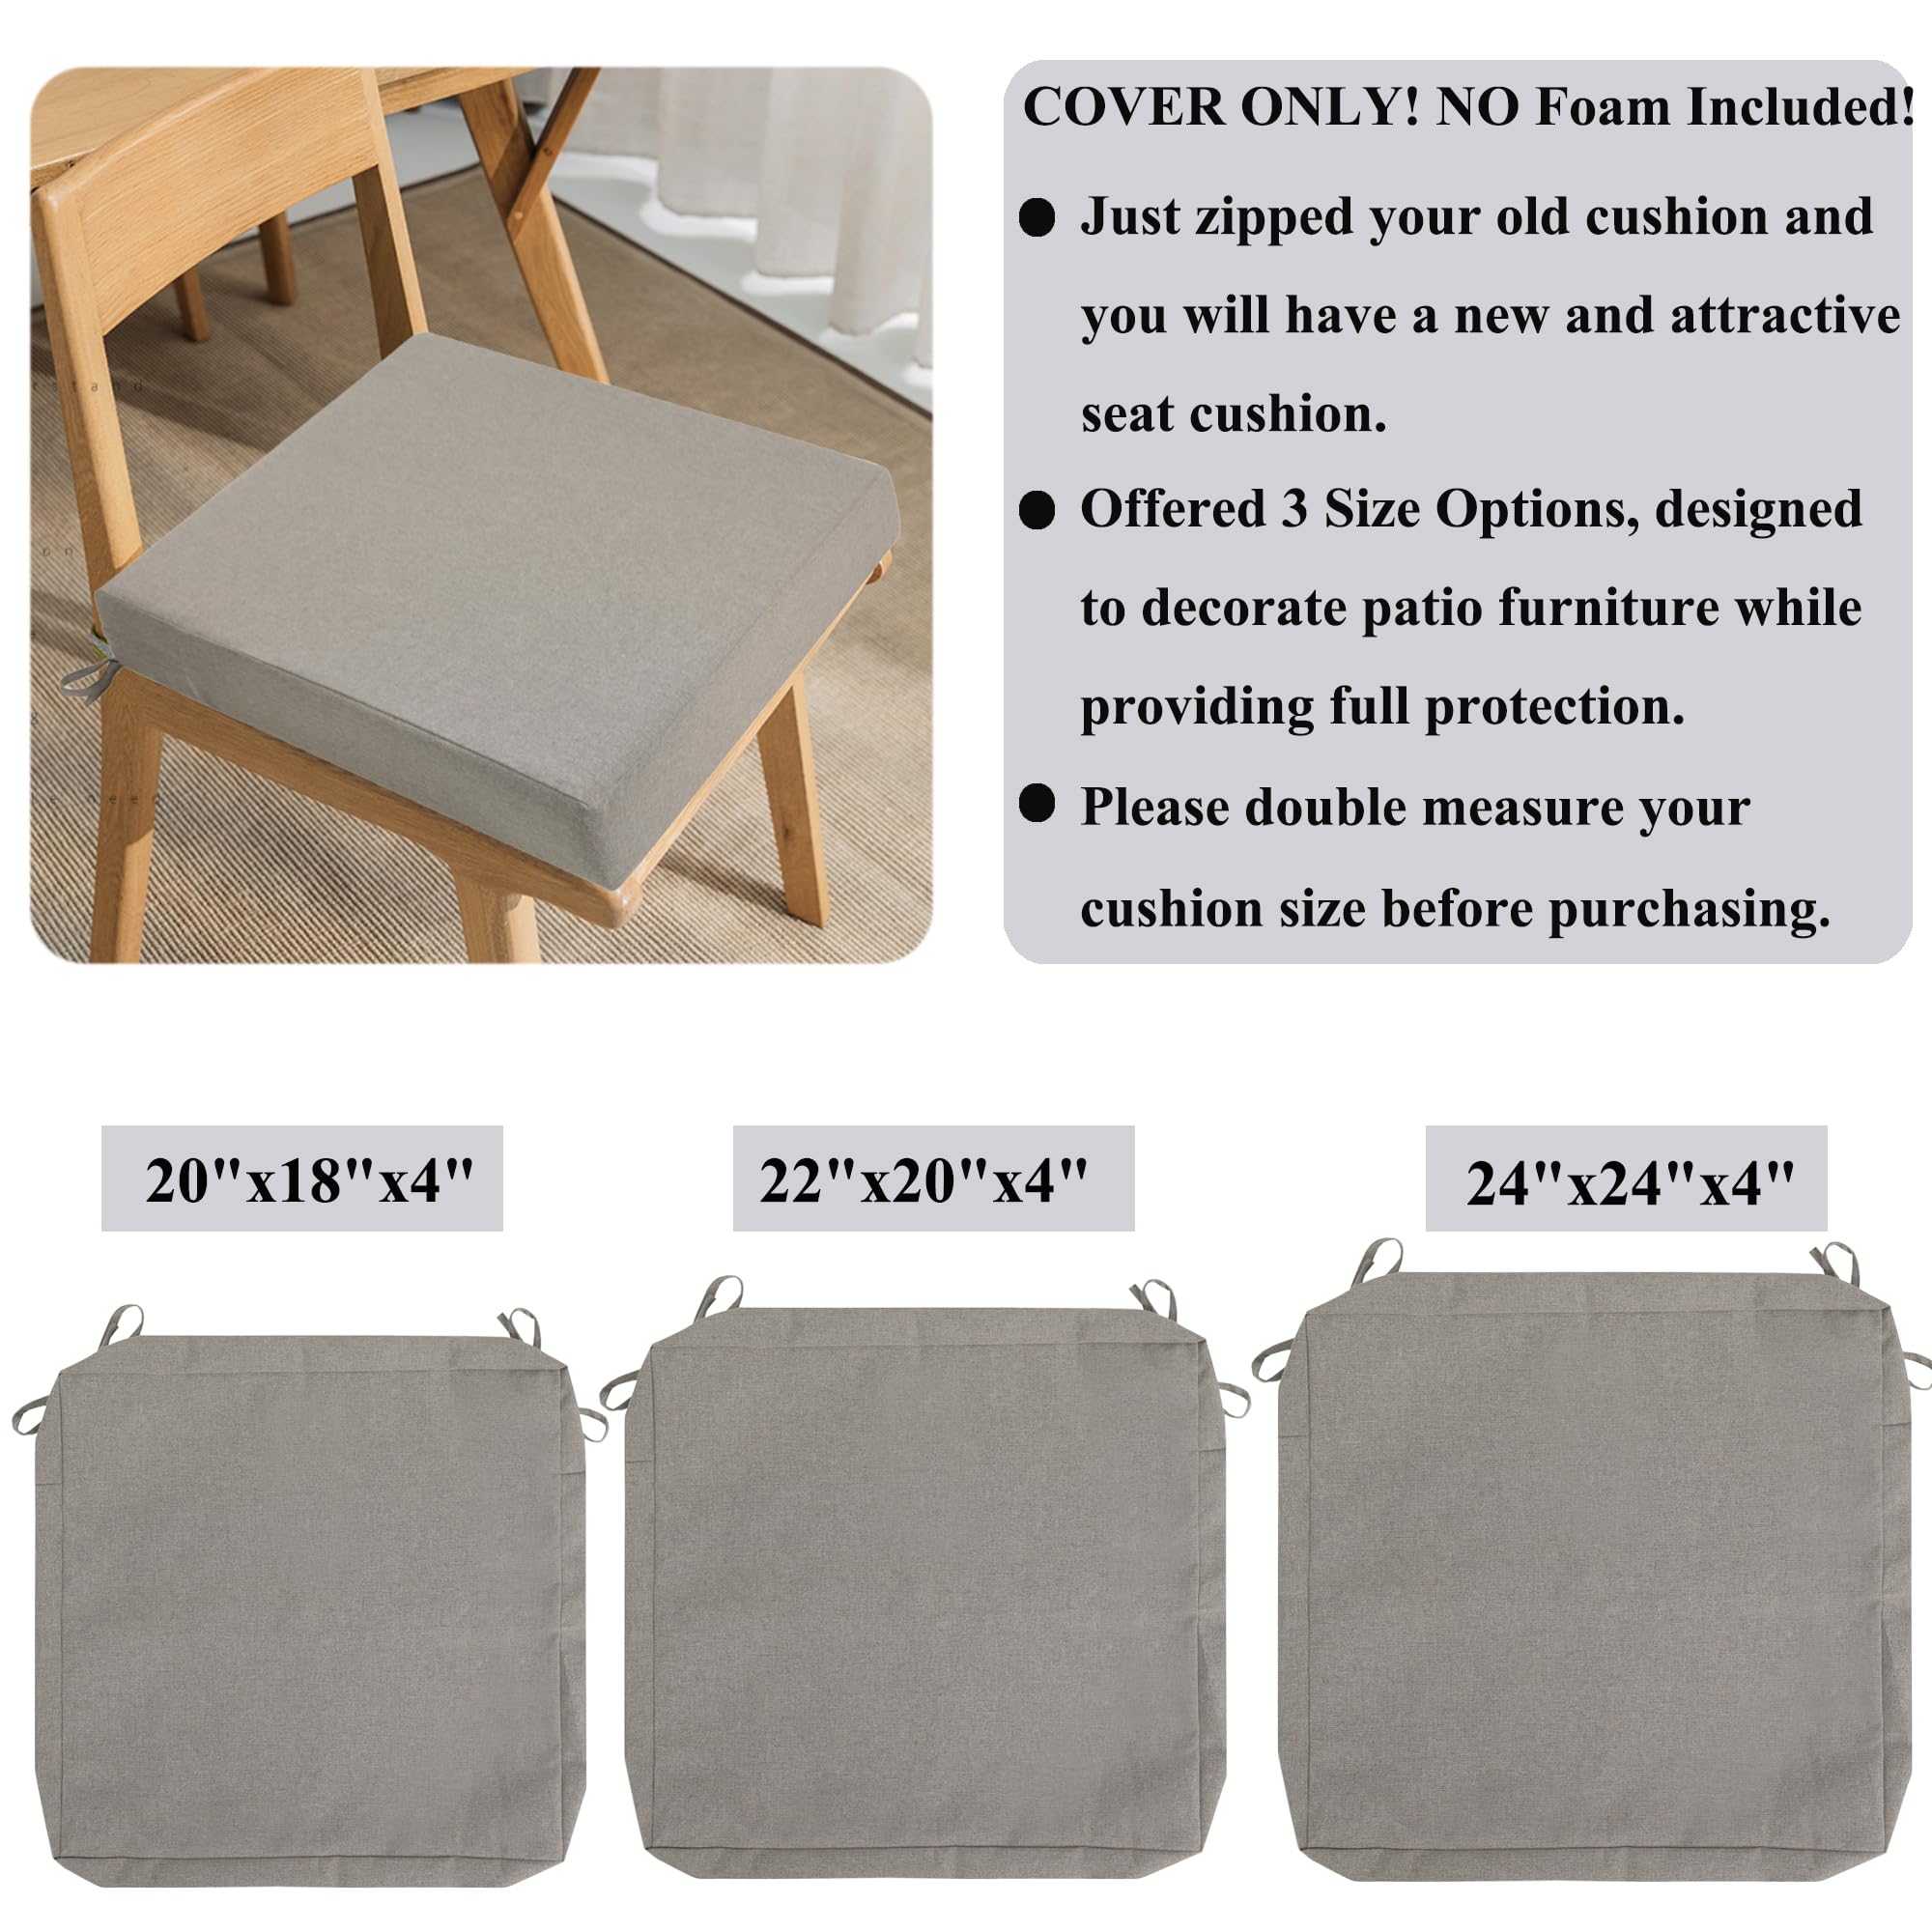 COVER ONLY! NO Foam Included!
Just zipped your old cushion and
you will have a new and attractive
seat cushion.
Offered 3 Size Options, designed
to decorate patio furniture while
providing full protection.
Please double measure your
cushion size before purchasing.
20"x18"x4"
22"x20"x4"
24"x24"x4"